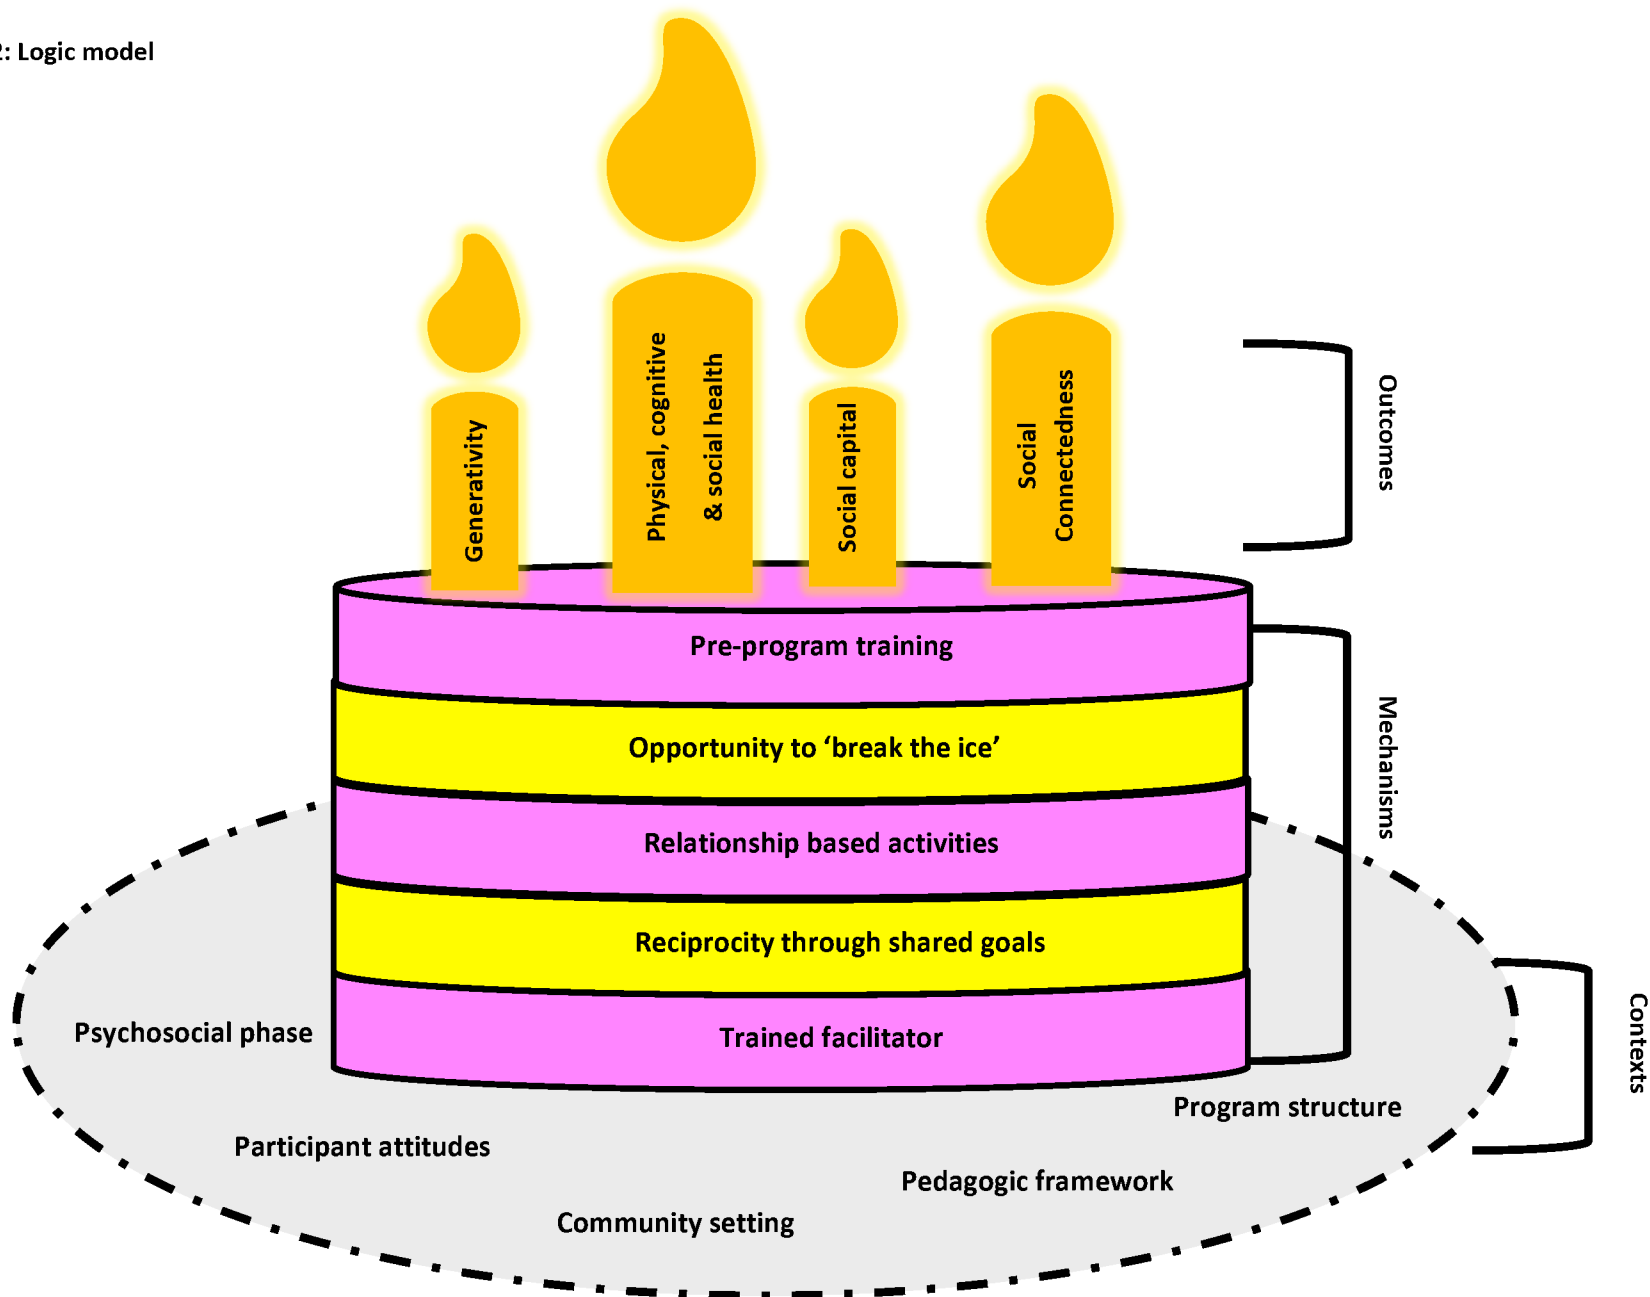 2: Logic model
Generativity
Physical, cognitive
& social health
Social capital
Social
Connectedness
Outcomes
Pre-program training
Opportunity to ‘break the ice’
Relationship based activities
Reciprocity through shared goals
Trained facilitator
Mechanisms
Psychosocial phase
Participant attitudes
Community setting
Pedagogic framework
Program structure
Contexts